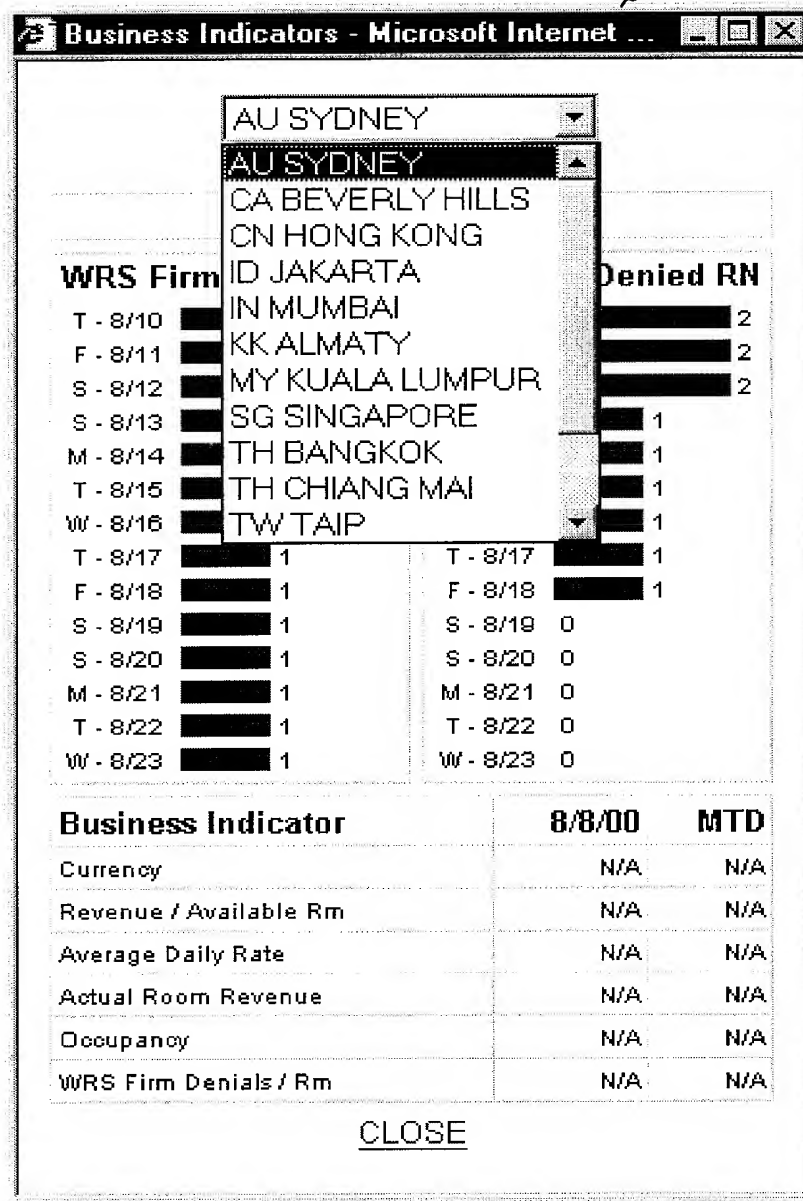 Business Indicators - Microsoft Internet ...
AU SYDNEY
AU SYDNEY
CA BEVERLY HILLS
CN HONG KONG
ID JAKARTA
IN MUMBAI
KK ALMATY
MY KUALA LUMPUR
SG SINGAPORE
TH BANGKOK
TH CHIANG MAI
TW TAIP
WRS Firm
T - 8/10
F - 8/11
S - 8/12
S - 8/13
M - 8/14
T - 8/15
W - 8/16
T - 8/17 1
F - 8/18 1
S - 8/19 1
S - 8/20 1
M - 8/21 1
T - 8/22 1
W - 8/23 1
Denied RN
2
2
2
1
1
1
1
T - 8/17 1
F - 8/18 1
S - 8/19 0
S - 8/20 0
M - 8/21 0
T - 8/22 0
W - 8/23 0
Business Indicator 8/8/00 MTD
Currency N/A N/A
Revenue / Available Rm N/A N/A
Average Daily Rate N/A N/A
Actual Room Revenue N/A N/A
Occupancy N/A N/A
WRS Firm Denials / Rm N/A N/A
CLOSE